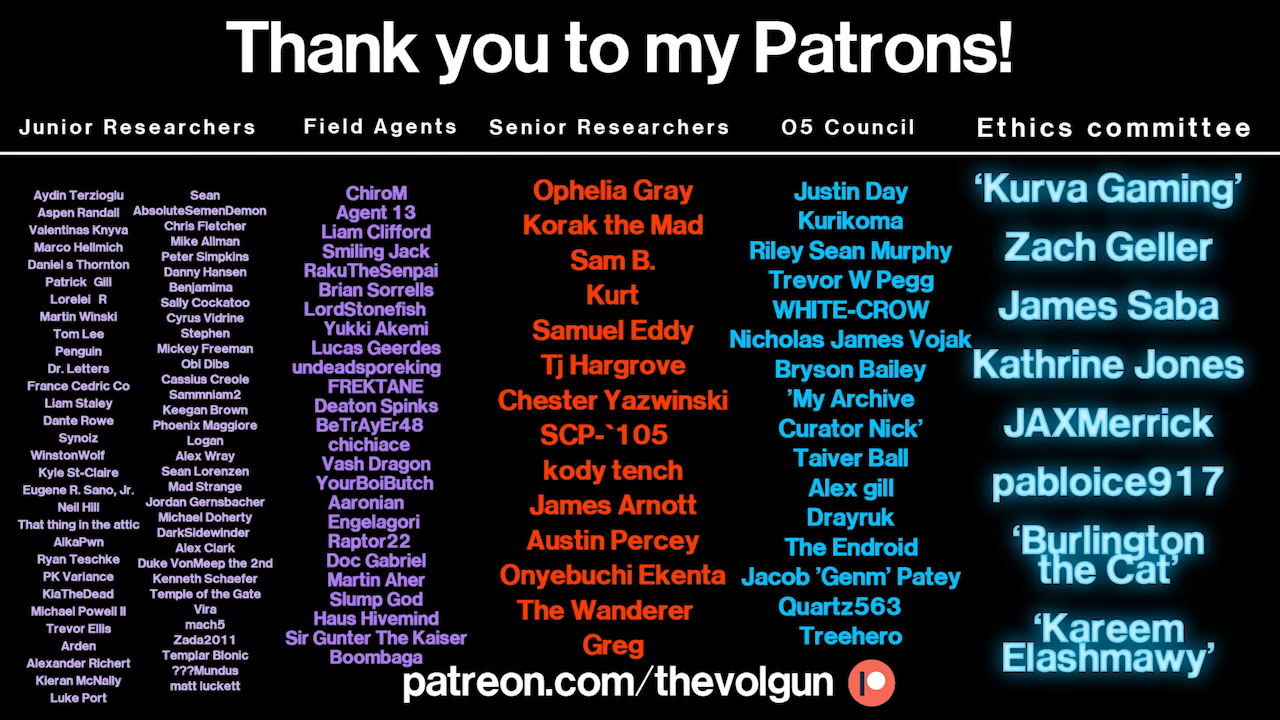 Thank you to my Patrons!
Junior Researchers
Field Agents
Senior Researchers
O5 Council
Ethics committee
Aydin Terzioglu
Aspen Randall
Valentinas Knyva
Marco Hellmich
Daniel s Thornton
Patrick Gill
Lorelei R
Martin Winski
Tom Lee
Penguin
Dr. Letters
France Cedric Co
Liam Staley
Dante Rowe
Synoiz
WinstonWolf
Kyle St-Claire
Eugene R. Sano, Jr.
Neil Hill
That thing in the attic
AlkaPwn
Ryan Teschke
PK Variance
KiaTheDead
Michael Powell II
Trevor Ellis
Arden
Alexander Richert
Kieran McNally
Luke Port
Sean
AbsoluteSemenDemon
Chris Fletcher
Mike Allman
Peter Simpkins
Danny Hansen
Benjamima
Sally Cockatoo
Cyrus Vidrine
Stephen
Mickey Freeman
Obi Dibs
Cassius Creole
Sammniam2
Keegan Brown
Phoenix Maggiore
Logan
Alex Wray
Sean Lorenzen
Mad Strange
Jordan Gernsbacher
Michael Doherty
DarkSidewinder
Alex Clark
Duke VonMeep the 2nd
Kenneth Schaefer
Temple of the Gate
Vira
mach5
Zada2011
Templar Bionic
???Mundus
matt luckett
ChiroM
Agent 13
Liam Clifford
Smiling Jack
RakuTheSenpai
Brian Sorrells
LordStonefish
Yukki Akemi
Lucas Geerdes
undeadsporeking
FREKTANE
Deaton Spinks
BeTrAyEr48
chichiace
Vash Dragon
YourBoiButch
Aaronian
Engelagori
Raptor22
Doc Gabriel
Martin Aher
Slump God
Haus Hivemind
Sir Gunter The Kaiser
Boombaga
Ophelia Gray
Korak the Mad
Sam B.
Kurt
Samuel Eddy
Tj Hargrove
Chester Yazwinski
SCP-`105
kody tench
James Arnott
Austin Percey
Onyebuchi Ekenta
The Wanderer
Greg
Justin Day
Kurikoma
Riley Sean Murphy
Trevor W Pegg
WHITE-CROW
Nicholas James Vojak
Bryson Bailey
’My Archive
Curator Nick’
Taiver Ball
Alex gill
Drayruk
The Endroid
Jacob ’Genm’ Patey
Quartz563
Treehero
‘Kurva Gaming’
Zach Geller
James Saba
Kathrine Jones
JAXMerrick
pabloice917
‘Burlington
the Cat’
‘Kareem
Elashmawy’
patreon.com/thevolgun